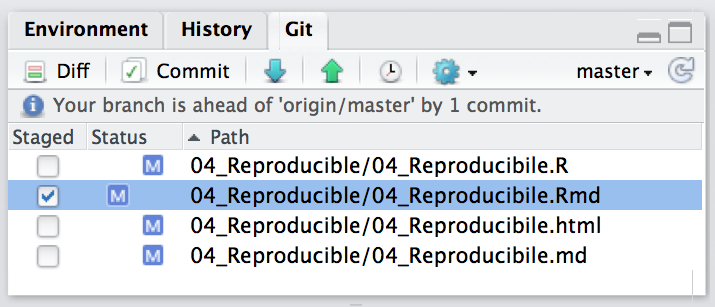 Environment History Git
Diff Commit master
Your branch is ahead of 'origin/master' by 1 commit.
Staged Status Path
M 04_Reproducible/04_Reproducibile.R
M 04_Reproducible/04_Reproducibile.Rmd
M 04_Reproducible/04_Reproducibile.html
M 04_Reproducible/04_Reproducibile.md